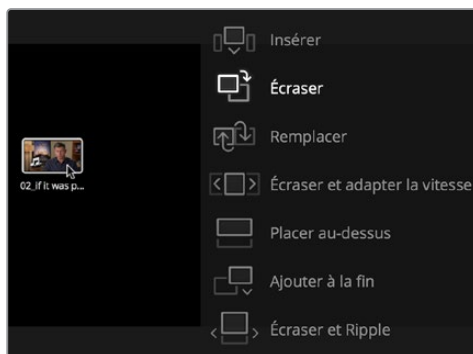 Insérer
Écraser
Remplacer
02_if it was p...
Écraser et adapter la vitesse
Placer au-dessus
Ajouter à la fin
Écraser et Ripple